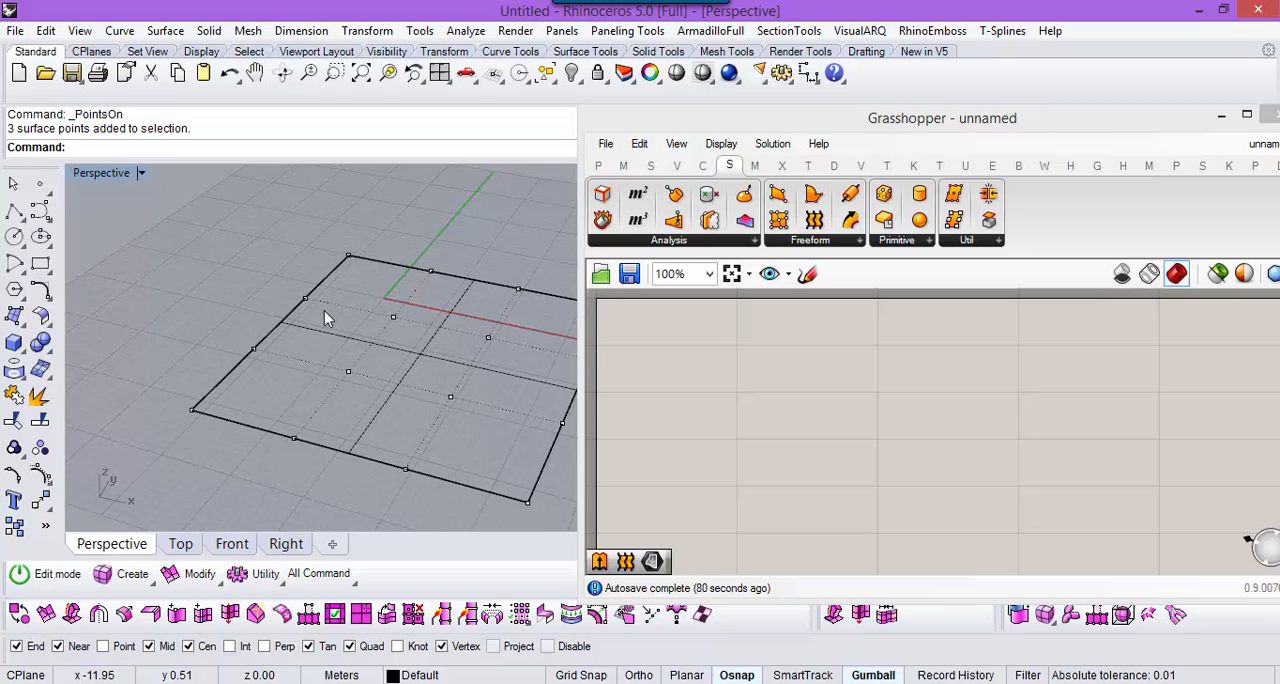 Untitled - Rhinoceros 5.0 [Full] - [Perspective]
File Edit View Curve Surface Solid Mesh Dimension Transform Tools Analyze Render Panels Paneling Tools ArmadilloFull SectionTools VisualARQ RhinoEmboss T-Splines Help
Standard CPlanes Set View Display Select Viewport Layout Visibility Transform Curve Tools Surface Tools Solid Tools Mesh Tools Render Tools Drafting New in V5
Command: _PointsOn
3 surface points added to selection.
Command:
Perspective
z
y
x
Perspective Top Front Right
Edit mode Create Modify Utility All Command
Grasshopper - unnamed
File Edit View Display Solution Help unnam
P M S V C S M X T D V T K T U E B W H G H M P S K P
m²
m³
Analysis Freeform Primitive Util
100%
Autosave complete (80 seconds ago) 0.9.007
End Near Point Mid Cen Int Perp Tan Quad Knot Vertex Project Disable
CPlane x -11.95 y 0.51 z 0.00 Meters Default Grid Snap Ortho Planar Osnap SmartTrack Gumball Record History Filter Absolute tolerance: 0.01